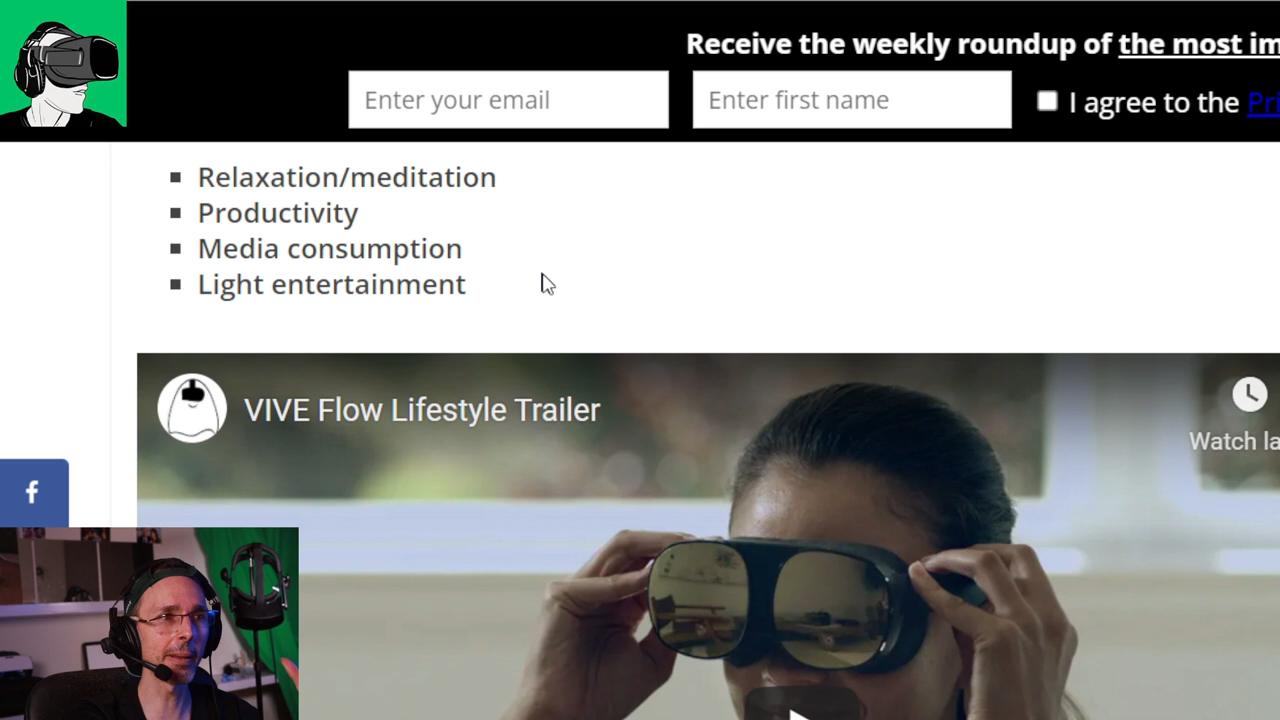 Receive the weekly roundup of the most im
Enter your email
Enter first name
I agree to the Pri
Relaxation/meditation
Productivity
Media consumption
Light entertainment
VIVE Flow Lifestyle Trailer
Watch la
f